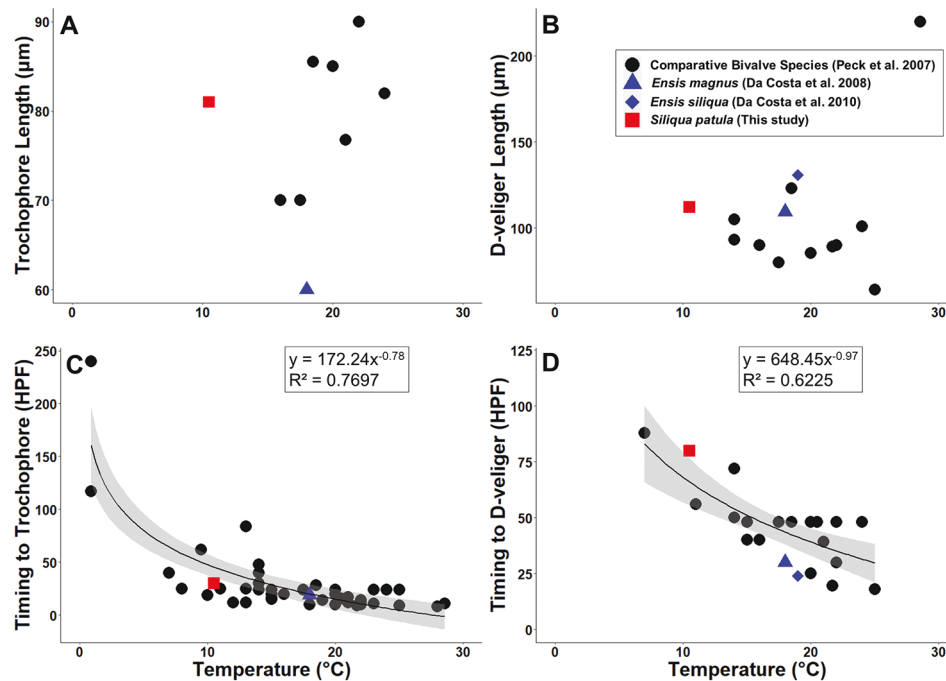 A
Trochophore Length (µm)
90
80
70
60
0 10 20 30
B
D-veliger Length (µm)
200
150
100
0 10 20 30
Comparative Bivalve Species (Peck et al. 2007)
Ensis magnus (Da Costa et al. 2008)
Ensis siliqua (Da Costa et al. 2010)
Siliqua patula (This study)
C
Timing to Trochophore (HPF)
250
200
150
100
50
0
0 10 20 30
Temperature (°C)
y = 172.24x^-0.78
R² = 0.7697
D
Timing to D-veliger (HPF)
125
100
75
50
25
0
0 10 20 30
Temperature (°C)
y = 648.45x^-0.97
R² = 0.6225